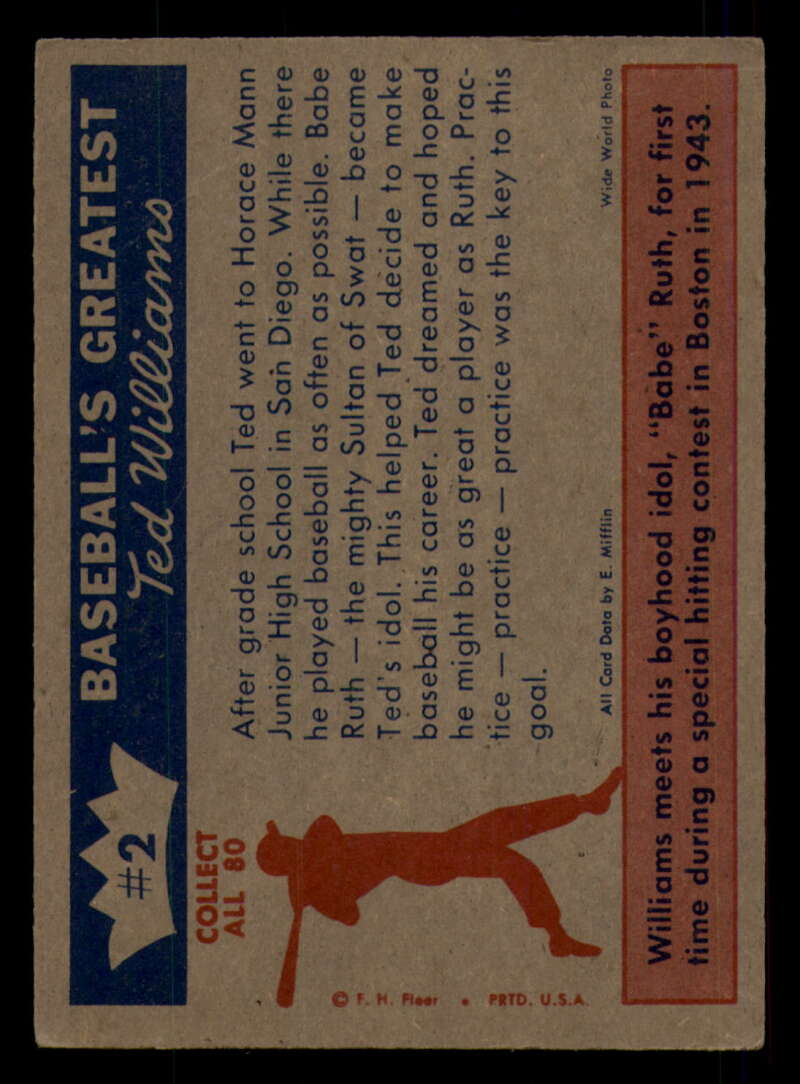 #2
BASEBALL'S GREATEST
Ted Williams
COLLECT
ALL 80
After grade school Ted went to Horace Mann
Junior High School in San Diego. While there
he played baseball as often as possible. Babe
Ruth — the mighty Sultan of Swat — became
Ted's idol. This helped Ted decide to make
baseball his career. Ted dreamed and hoped
he might be as great a player as Ruth. Prac-
tice — practice — practice was the key to this
goal.
© F. H. Fleer • PRTD. U.S.A.
All Card Data by E. Mifflin
Wide World Photo
Williams meets his boyhood idol, "Babe" Ruth, for first
time during a special hitting contest in Boston in 1943.